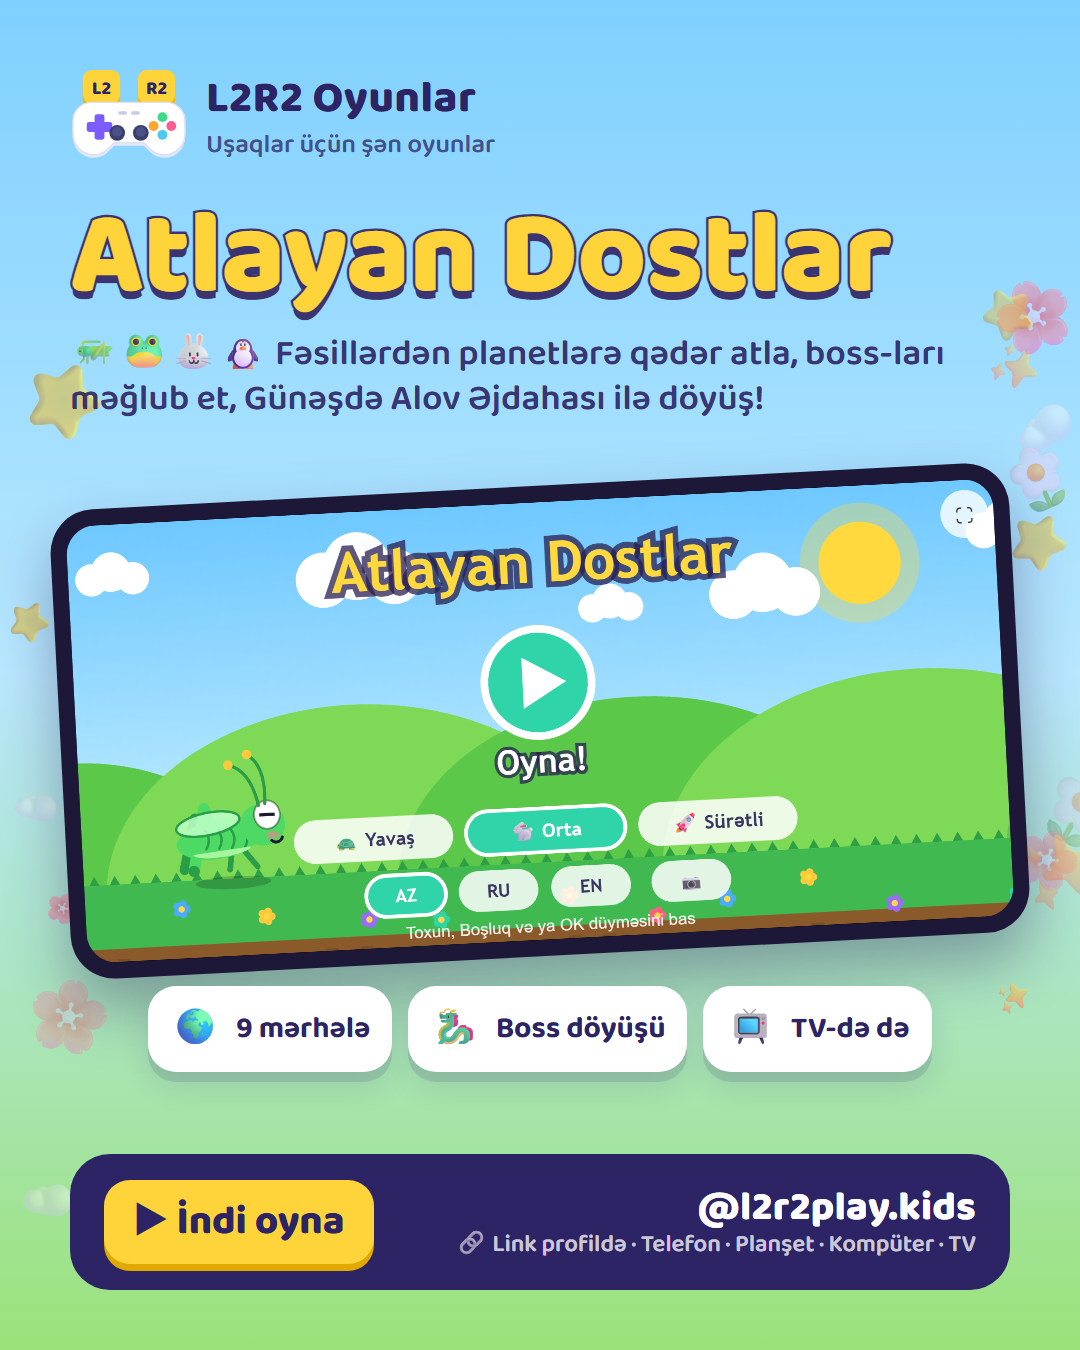 L2 R2
L2R2 Oyunlar
Uşaqlar üçün şən oyunlar
Atlayan Dostlar
Fəsillərdən planetlərə qədər atla, boss-ları
məğlub et, Günəşdə Alov Əjdahası ilə döyüş!
Atlayan Dostlar
Oyna!
Yavaş Orta Sürətli
AZ RU EN
Toxun, Boşluq və ya OK düyməsini bas
9 mərhələ Boss döyüşü TV-də də
İndi oyna
@l2r2play.kids
Link profildə · Telefon · Planşet · Kompüter · TV